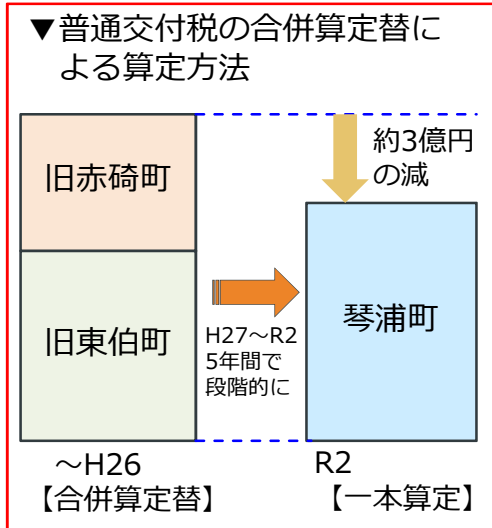 ▼普通交付税の合併算定替に
よる算定方法
旧赤碕町
約3億円
の減
旧東伯町
H27～R2
5年間で
段階的に
琴浦町
～H26
【合併算定替】
R2
【一本算定】